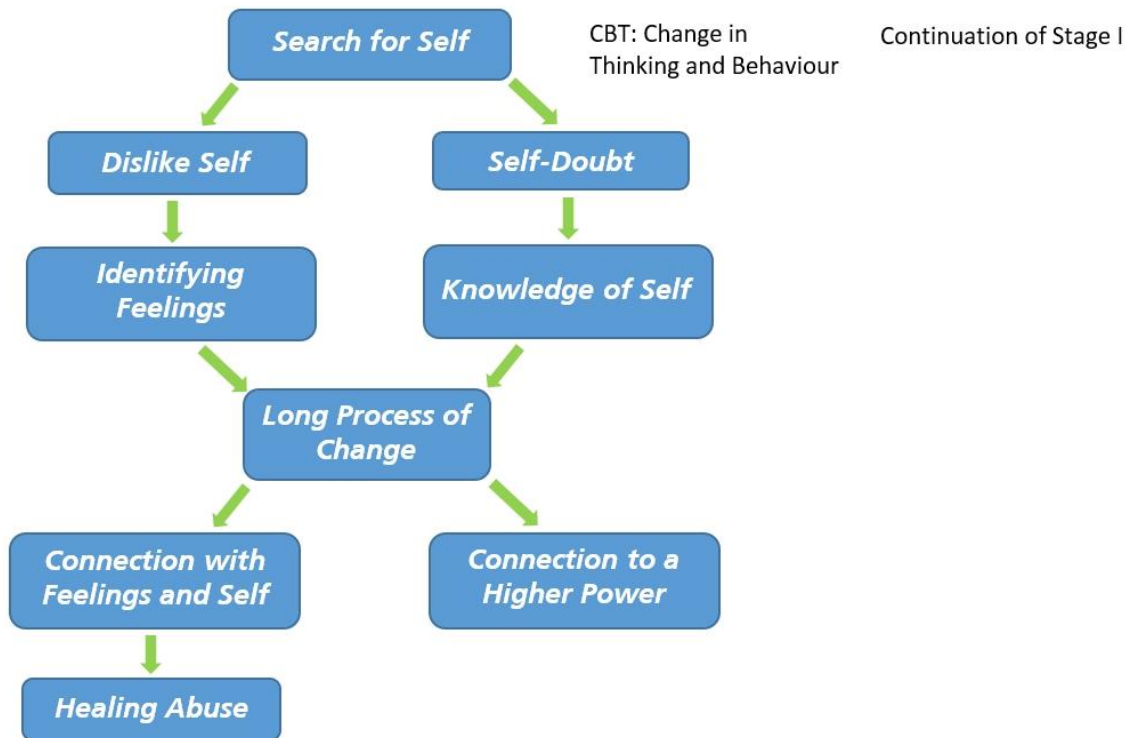 Search for Self
CBT: Change in
Thinking and Behaviour
Continuation of Stage I
Dislike Self
Self-Doubt
Identifying
Feelings
Knowledge of Self
Long Process of
Change
Connection with
Feelings and Self
Connection to a
Higher Power
Healing Abuse